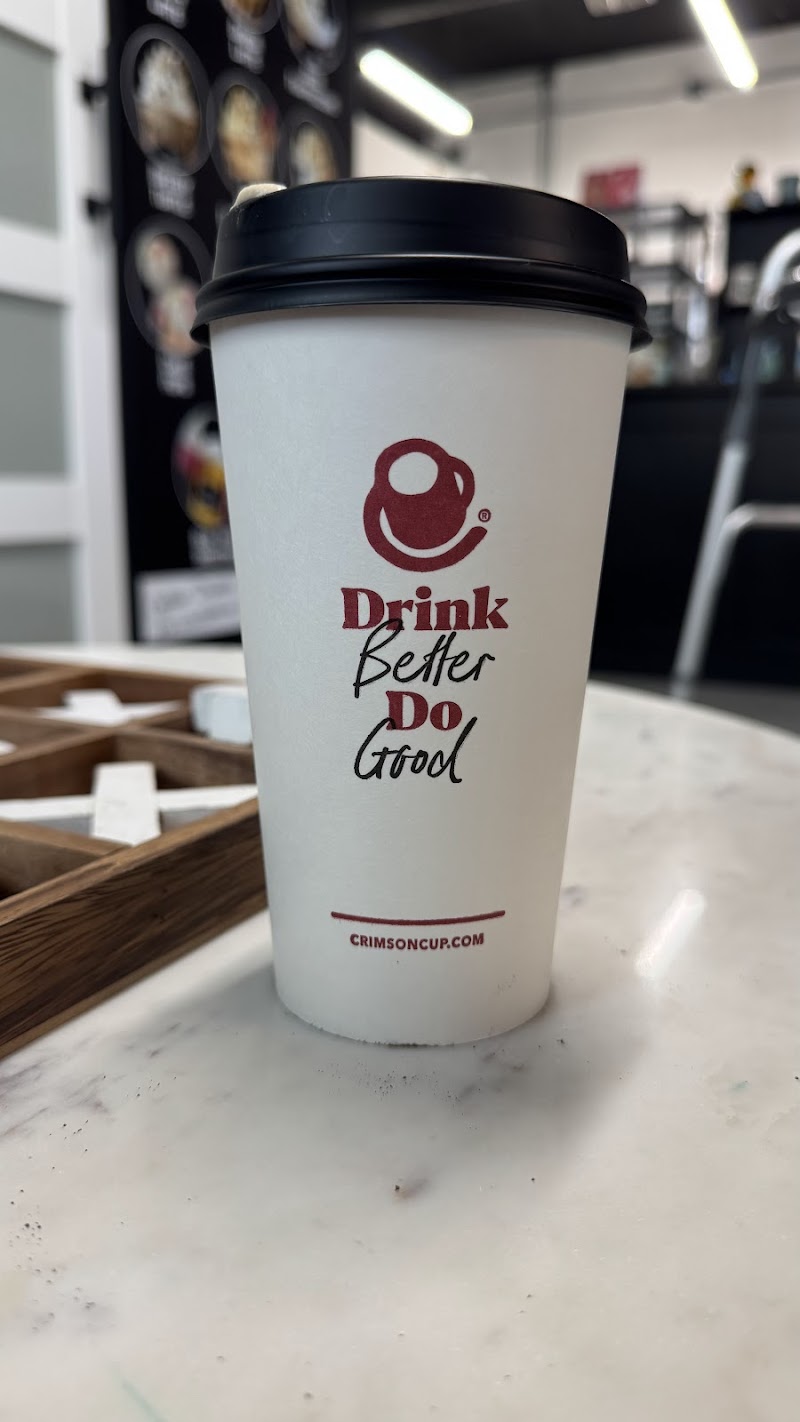 ®
Drink
Better
Do
Good
CRIMSONCUP.COM